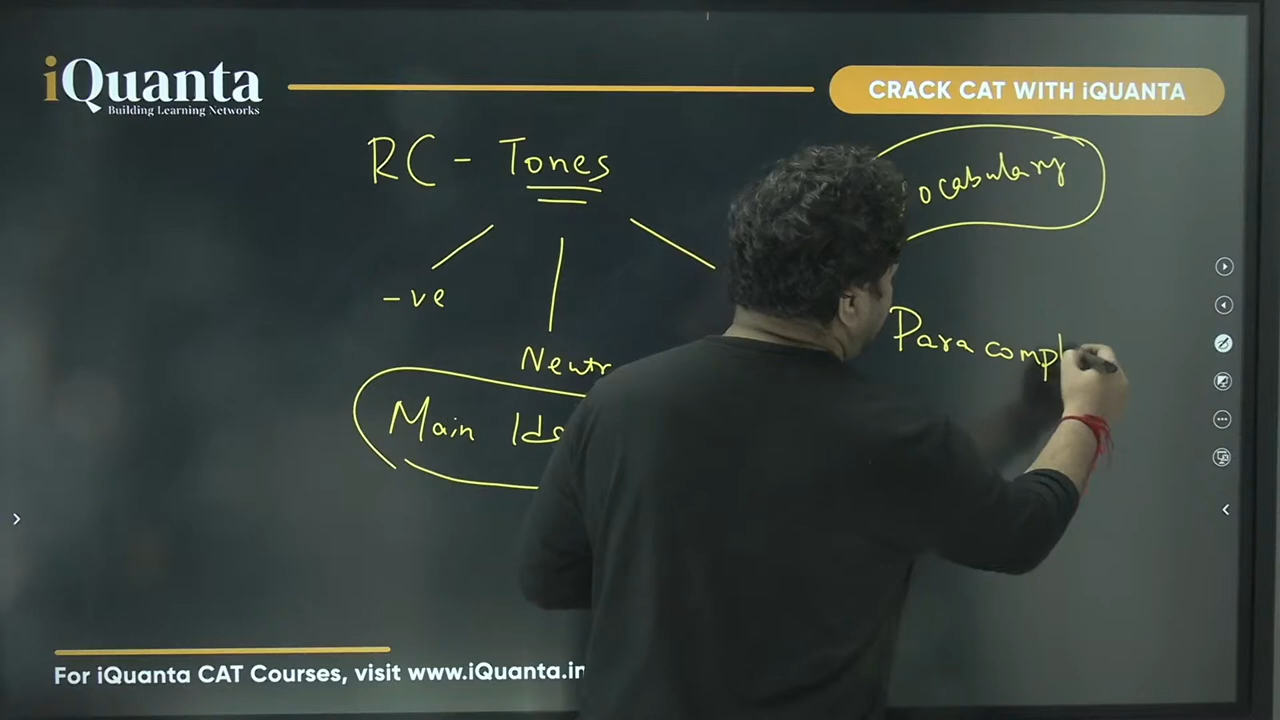 iQuanta
Building Learning Networks
CRACK CAT WITH iQUANTA
RC - Tones
ocabulary
-ve
Para comp
Neutr
Main Ide
For iQuanta CAT Courses, visit www.iQuanta.in